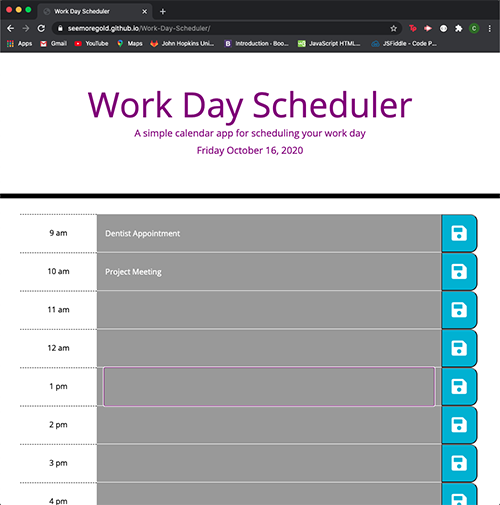 Work Day Scheduler
seemoregold.github.io/Work-Day-Scheduler/
Apps Gmail YouTube Maps John Hopkins Uni... Introduction · Boo... JavaScript HTML... JSFiddle - Code P...
Work Day Scheduler
A simple calendar app for scheduling your work day
Friday October 16, 2020
9 am Dentist Appointment
10 am Project Meeting
11 am
12 am
1 pm
2 pm
3 pm
4 pm